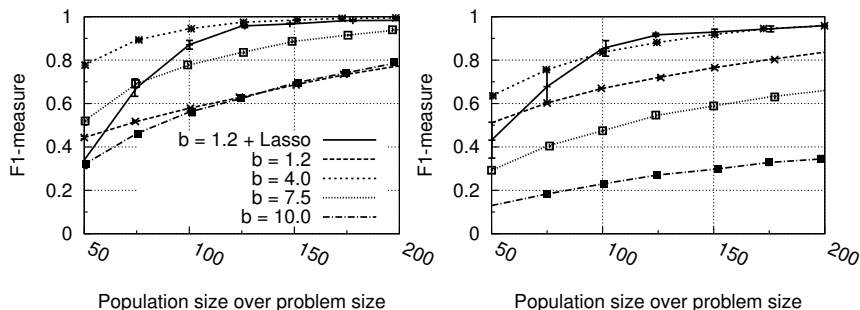 F1-measure
1
0.8
0.6
0.4
0.2
0
b = 1.2 + Lasso
b = 1.2
b = 4.0
b = 7.5
b = 10.0
50
100
150
200
Population size over problem size
F1-measure
1
0.8
0.6
0.4
0.2
0
50
100
150
200
Population size over problem size